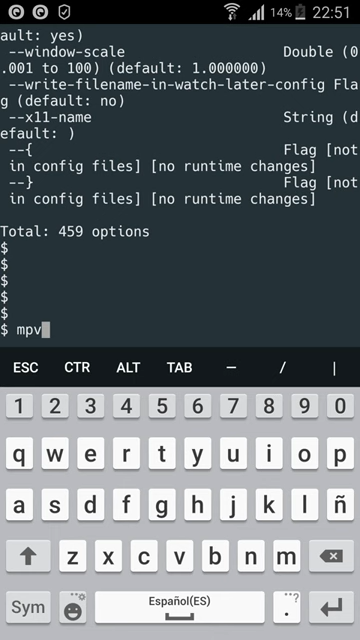 14% 22:51
ault: yes)
--window-scale Double (0
.001 to 100) (default: 1.000000)
--write-filename-in-watch-later-config Fla
g (default: no)
--x11-name String (d
efault: )
--{ Flag [not
in config files] [no runtime changes]
--} Flag [not
in config files] [no runtime changes]
Total: 459 options
$
$
$
$
$
$ mpv
ESC CTR ALT TAB — / |
1 2 3 4 5 6 7 8 9 0
q w e r t y u i o p
a s d f g h j k l ñ
z x c v b n m
Sym Español(ES) . ...?